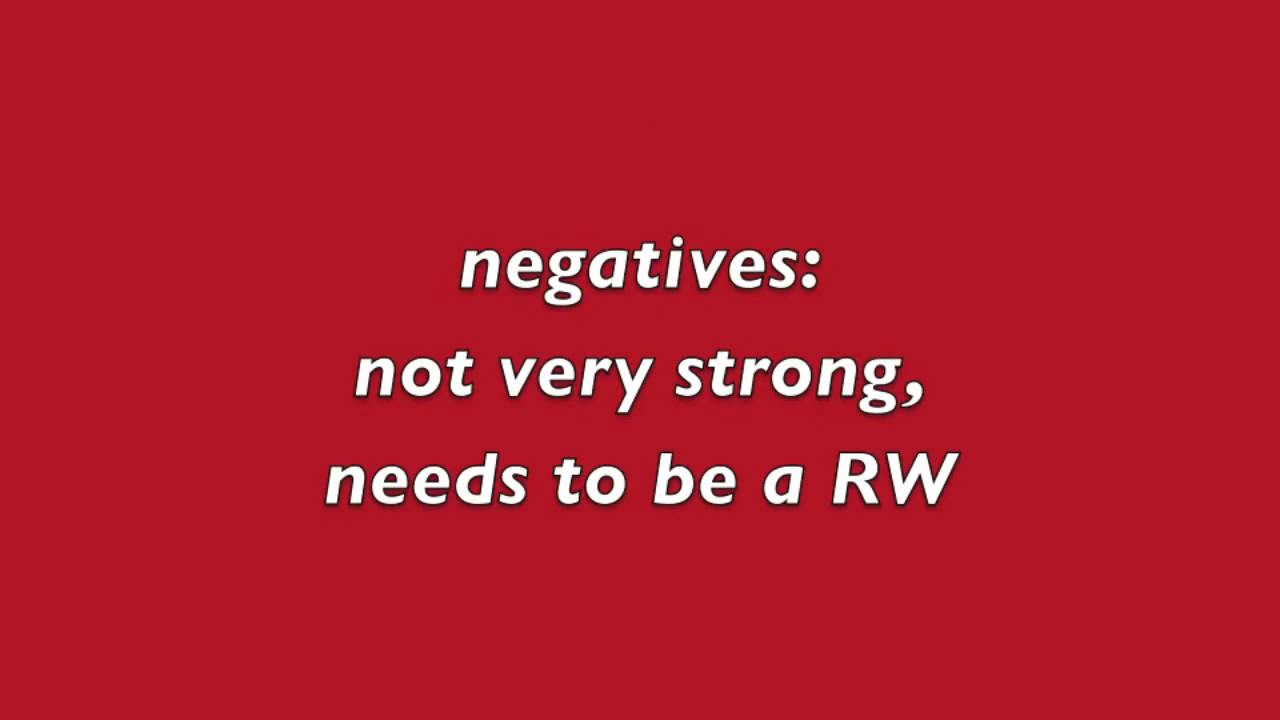 negatives:
not very strong,
needs to be a RW